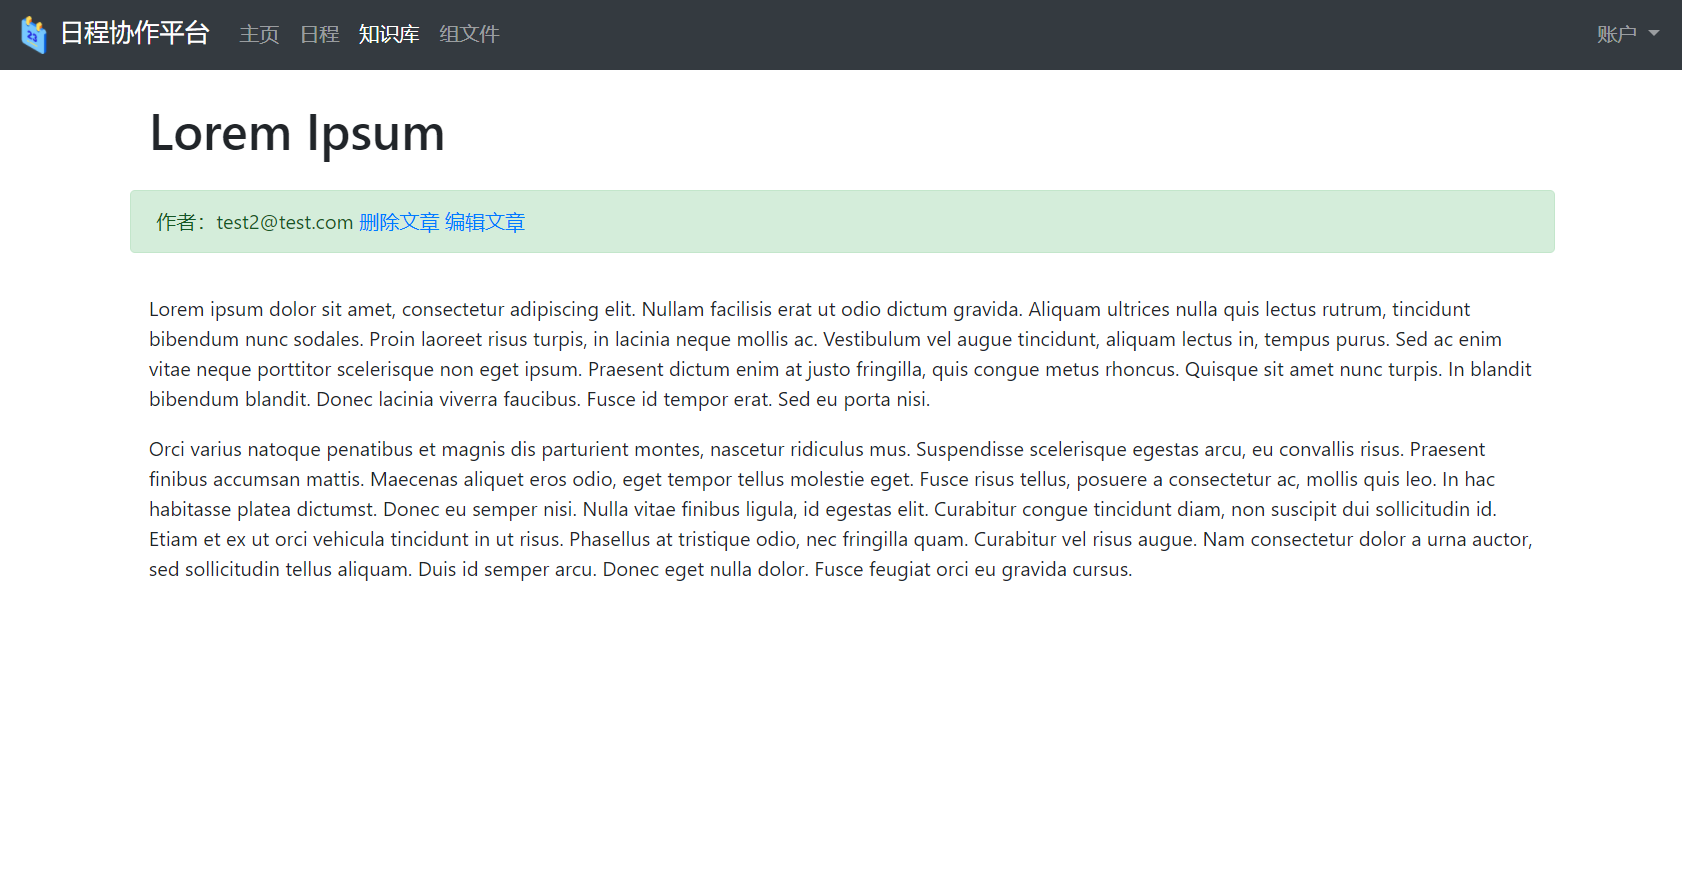 23 日程协作平台 主页 日程 知识库 组文件 账户
Lorem Ipsum
作者：test2@test.com 删除文章 编辑文章
Lorem ipsum dolor sit amet, consectetur adipiscing elit. Nullam facilisis erat ut odio dictum gravida. Aliquam ultrices nulla quis lectus rutrum, tincidunt
bibendum nunc sodales. Proin laoreet risus turpis, in lacinia neque mollis ac. Vestibulum vel augue tincidunt, aliquam lectus in, tempus purus. Sed ac enim
vitae neque porttitor scelerisque non eget ipsum. Praesent dictum enim at justo fringilla, quis congue metus rhoncus. Quisque sit amet nunc turpis. In blandit
bibendum blandit. Donec lacinia viverra faucibus. Fusce id tempor erat. Sed eu porta nisi.
Orci varius natoque penatibus et magnis dis parturient montes, nascetur ridiculus mus. Suspendisse scelerisque egestas arcu, eu convallis risus. Praesent
finibus accumsan mattis. Maecenas aliquet eros odio, eget tempor tellus molestie eget. Fusce risus tellus, posuere a consectetur ac, mollis quis leo. In hac
habitasse platea dictumst. Donec eu semper nisi. Nulla vitae finibus ligula, id egestas elit. Curabitur congue tincidunt diam, non suscipit dui sollicitudin id.
Etiam et ex ut orci vehicula tincidunt in ut risus. Phasellus at tristique odio, nec fringilla quam. Curabitur vel risus augue. Nam consectetur dolor a urna auctor,
sed sollicitudin tellus aliquam. Duis id semper arcu. Donec eget nulla dolor. Fusce feugiat orci eu gravida cursus.